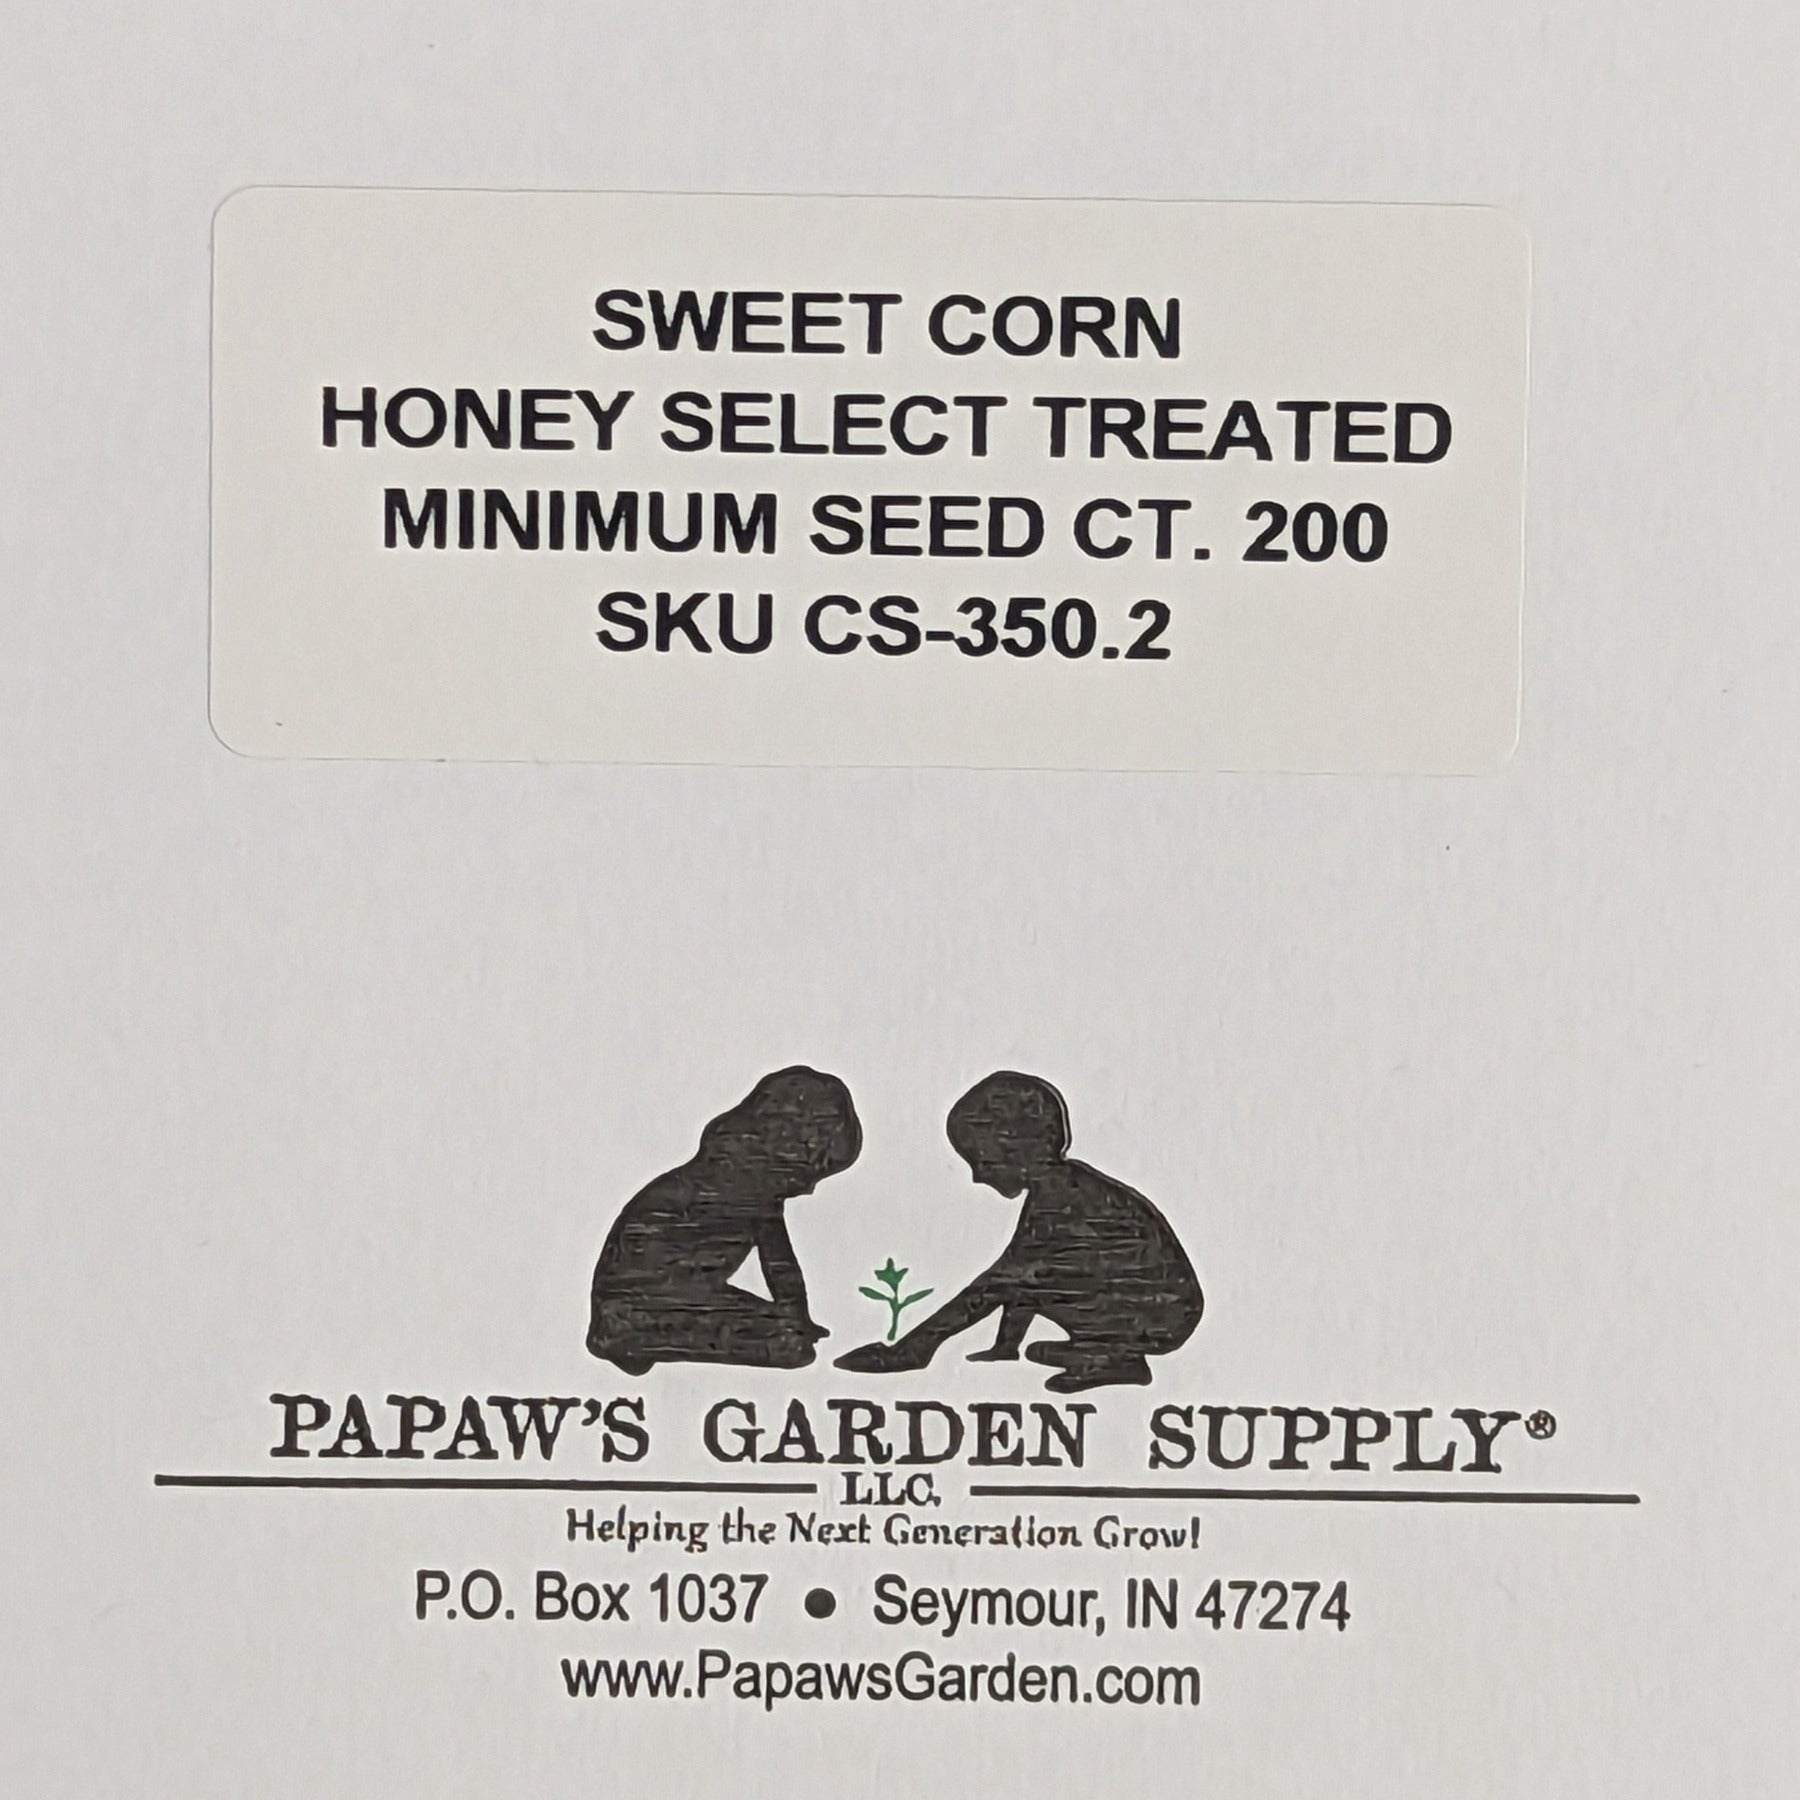 SWEET CORN
HONEY SELECT TREATED
MINIMUM SEED CT. 200
SKU CS-350.2
PAPAW'S GARDEN SUPPLY®
LLC.
Helping the Next Generation Grow!
P.O. Box 1037 • Seymour, IN 47274
www.PapawsGarden.com